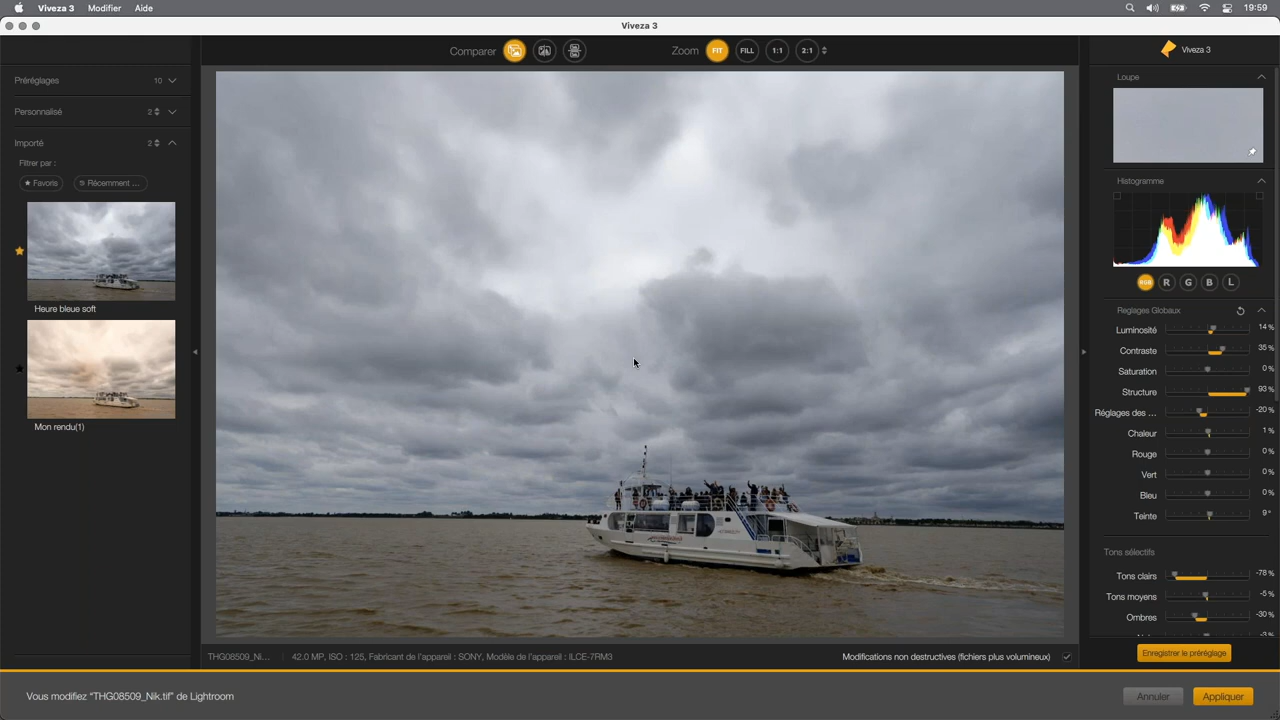 Viveza 3 Modifier Aide 19:59
Viveza 3
Comparer Zoom FIT FILL 1:1 2:1
Viveza 3
Préréglages 10
Personnalisé 2
Importé 2
Filtrer par :
Favoris Récemment ...
Heure bleue soft
Mon rendu(1)
Loupe
Histogramme
RGB R G B L
Réglages Globaux
Luminosité 14 %
Contraste 35 %
Saturation 0 %
Structure 93 %
Réglages des ... -20 %
Chaleur 1 %
Rouge 0 %
Vert 0 %
Bleu 0 %
Teinte 9°
Tons sélectifs
Tons clairs -78 %
Tons moyens -5 %
Ombres -30 %
Enregistrer le préréglage
THG08509_Ni... 42.0 MP, ISO : 125, Fabricant de l'appareil : SONY, Modèle de l'appareil : ILCE-7RM3
Modifications non destructives (fichiers plus volumineux)
Vous modifiez "THG08509_Nik.tif" de Lightroom
Annuler Appliquer